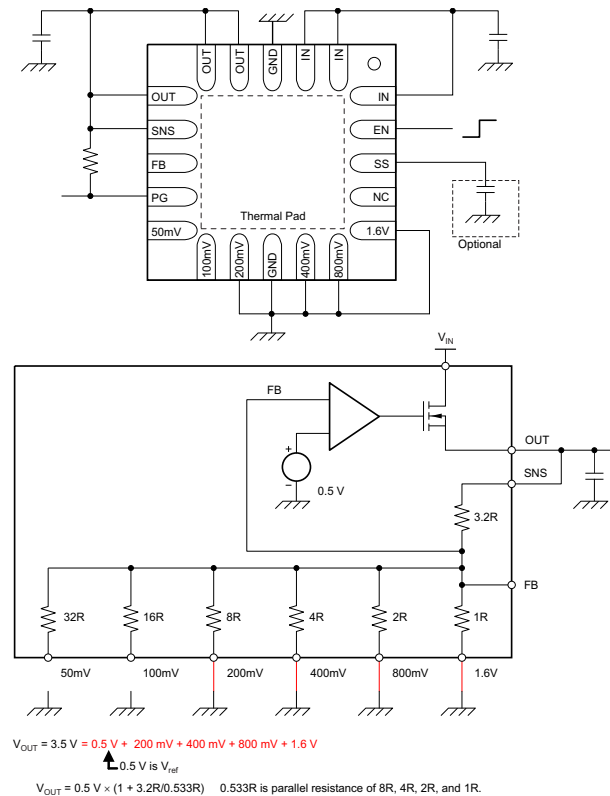 OUT
OUT
GND
IN
IN
OUT
IN
SNS
EN
FB
SS
PG
NC
50mV
Thermal Pad
1.6V
100mV
200mV
GND
400mV
800mV
Optional
VIN
FB
OUT
+
−
0.5 V
SNS
3.2R
FB
32R
16R
8R
4R
2R
1R
50mV
100mV
200mV
400mV
800mV
1.6V
VOUT = 3.5 V = 0.5 V + 200 mV + 400 mV + 800 mV + 1.6 V
0.5 V is Vref
VOUT = 0.5 V × (1 + 3.2R/0.533R) 0.533R is parallel resistance of 8R, 4R, 2R, and 1R.